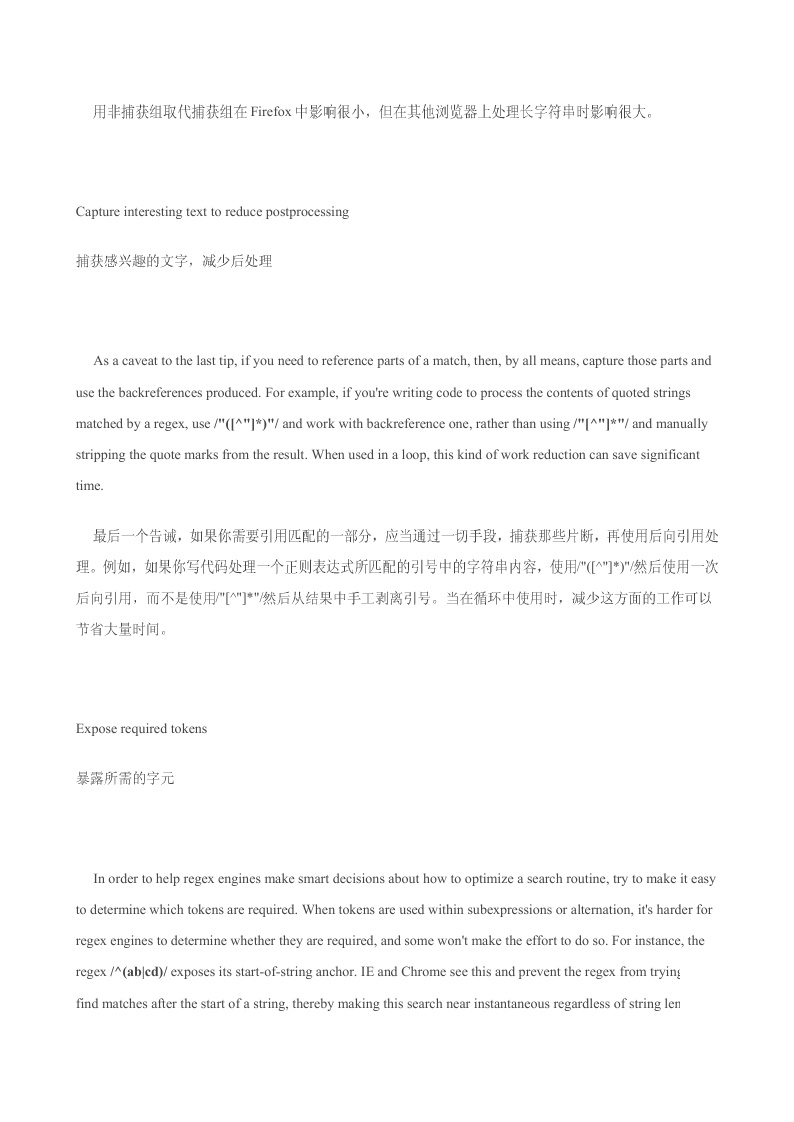 用非捕获组取代捕获组在 Firefox 中影响很小，但在其他浏览器上处理长字符串时影响很大。
Capture interesting text to reduce postprocessing
捕获感兴趣的文字，减少后处理
As a caveat to the last tip, if you need to reference parts of a match, then, by all means, capture those parts and
use the backreferences produced. For example, if you're writing code to process the contents of quoted strings
matched by a regex, use /"([^"]*)"/ and work with backreference one, rather than using /"[^"]*"/ and manually
stripping the quote marks from the result. When used in a loop, this kind of work reduction can save significant
time.
最后一个告诫，如果你需要引用匹配的一部分，应当通过一切手段，捕获那些片断，再使用后向引用处
理。例如，如果你写代码处理一个正则表达式所匹配的引号中的字符串内容，使用/"([^"]*)"/然后使用一次
后向引用，而不是使用/"[^"]*"/然后从结果中手工剥离引号。当在循环中使用时，减少这方面的工作可以
节省大量时间。
Expose required tokens
暴露所需的字元
In order to help regex engines make smart decisions about how to optimize a search routine, try to make it easy
to determine which tokens are required. When tokens are used within subexpressions or alternation, it's harder for
regex engines to determine whether they are required, and some won't make the effort to do so. For instance, the
regex /^(ab|cd)/ exposes its start-of-string anchor. IE and Chrome see this and prevent the regex from trying
find matches after the start of a string, thereby making this search near instantaneous regardless of string len